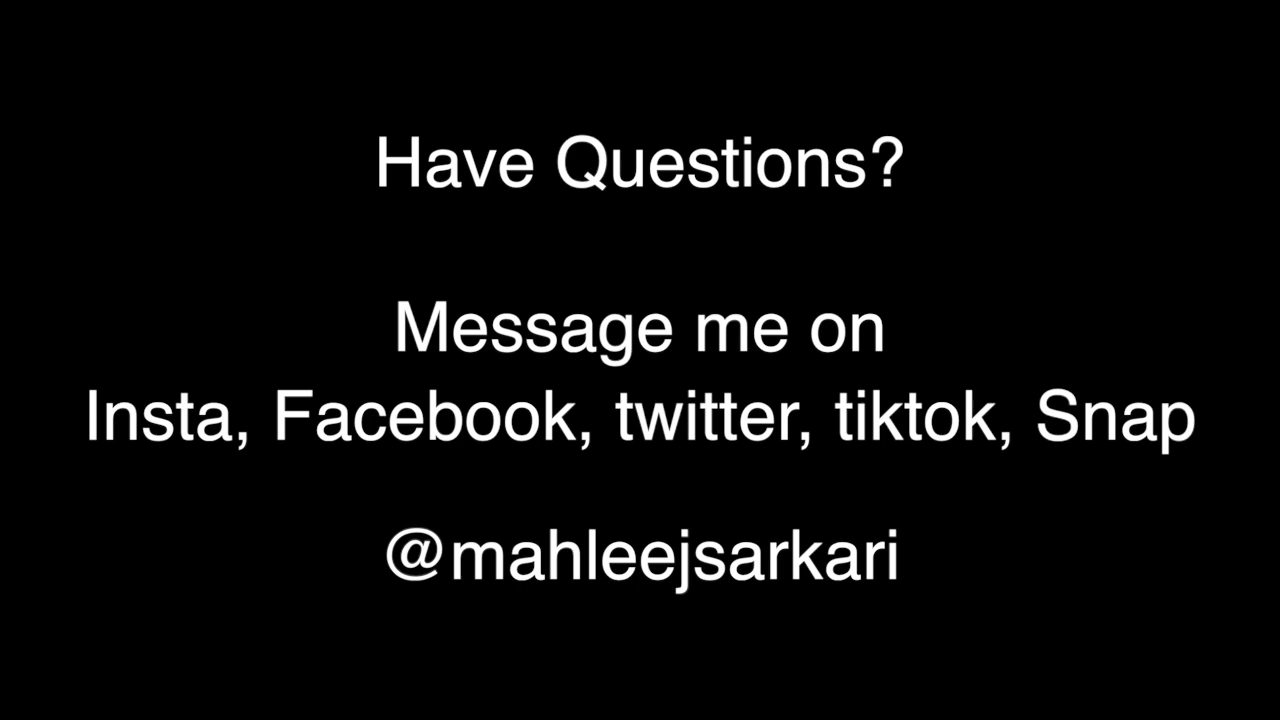 Have Questions?
Message me on
Insta, Facebook, twitter, tiktok, Snap
@mahleejsarkari